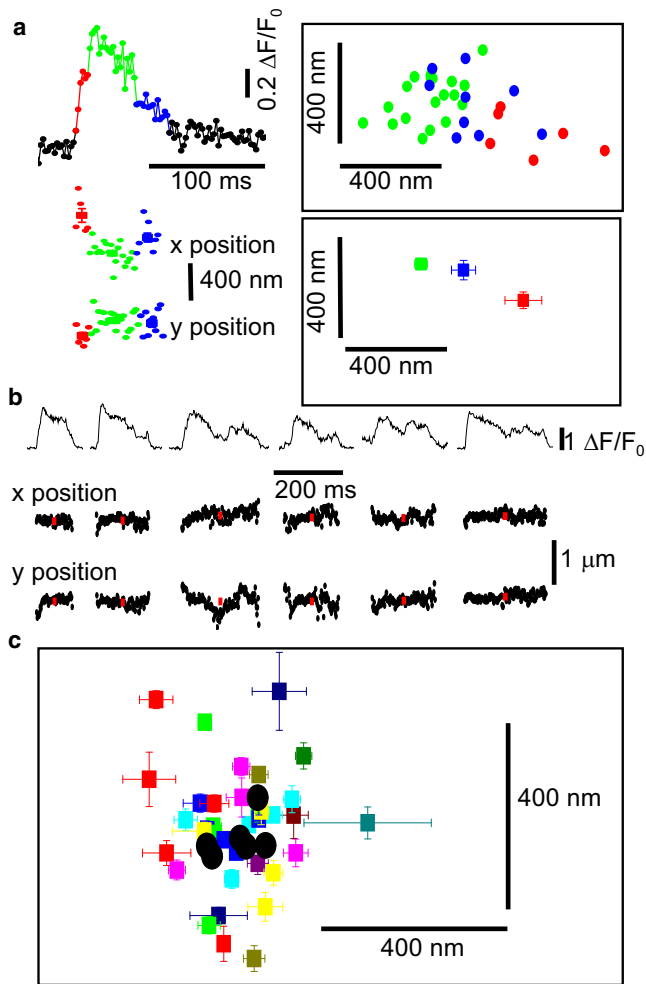 a
0.2 ΔF/F0
100 ms
x position
400 nm
y position
400 nm
400 nm
400 nm
400 nm
b
1 ΔF/F0
200 ms
x position
y position
1 μm
c
400 nm
400 nm